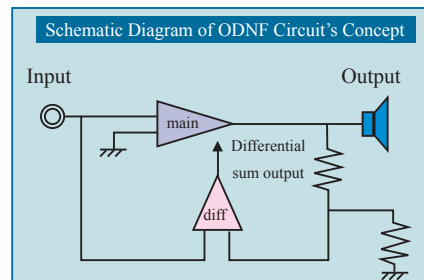 Schematic Diagram of ODNF Circuit's Concept
Input
Output
main
Differential
sum output
diff